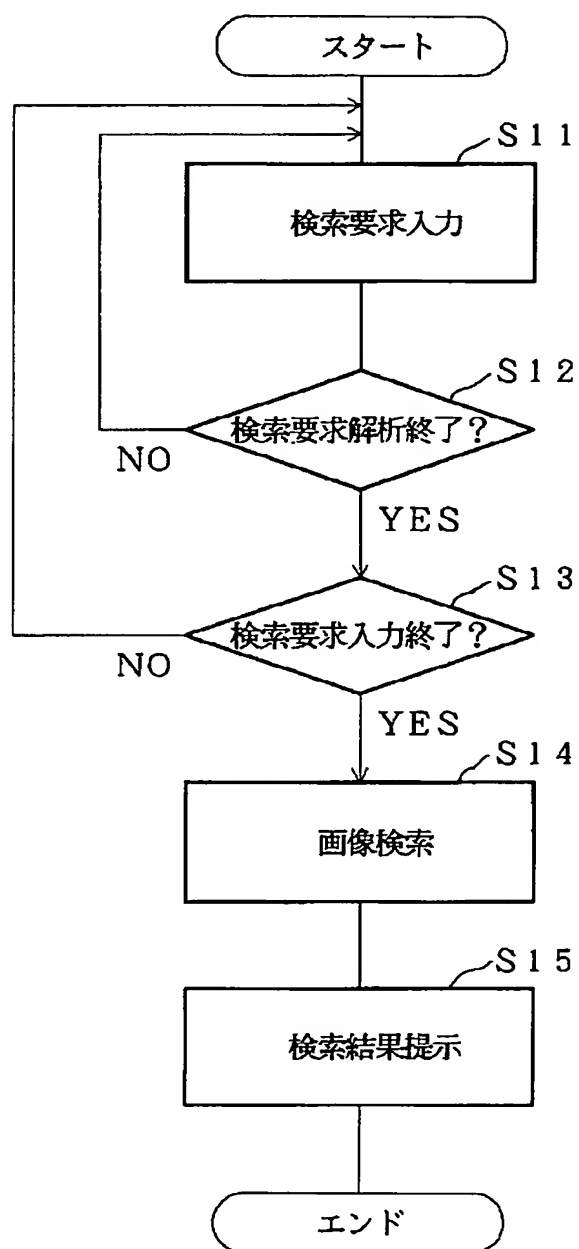 スタート
S11
検索要求入力
S12
検索要求解析終了?
NO
YES
S13
検索要求入力終了?
NO
YES
S14
画像検索
S15
検索結果提示
エンド